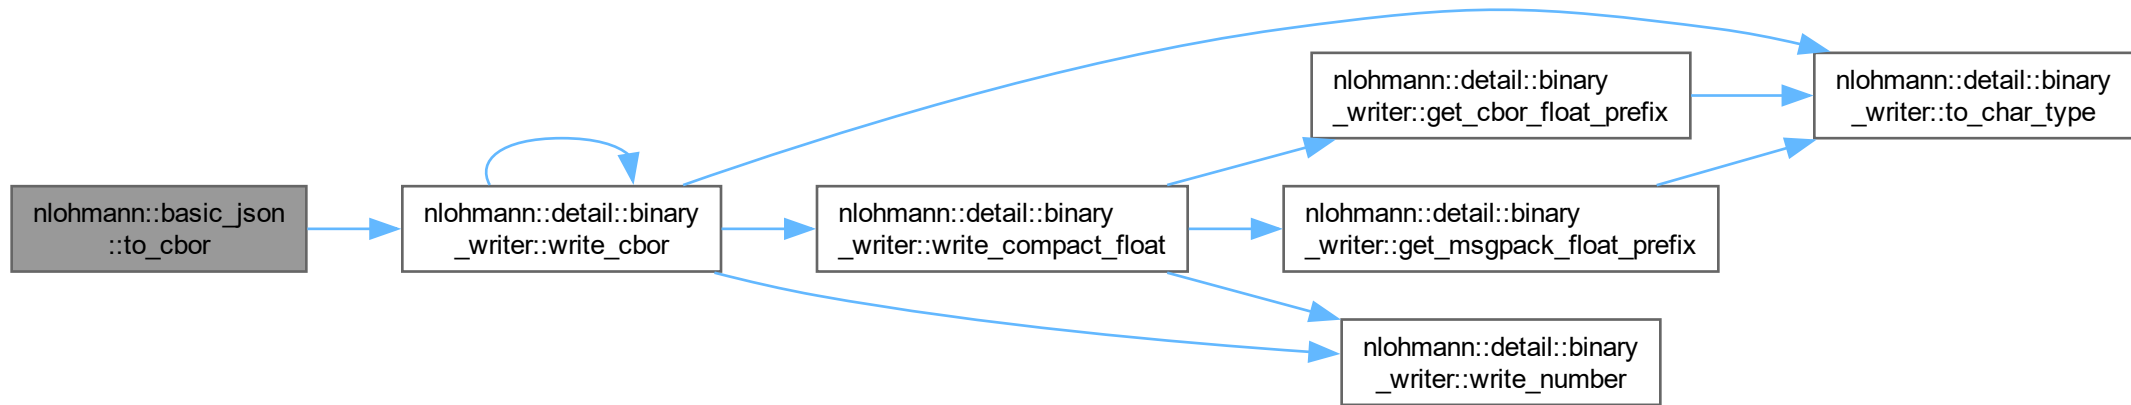 nlohmann::basic_json
::to_cbor
nlohmann::detail::binary
_writer::write_cbor
nlohmann::detail::binary
_writer::write_compact_float
nlohmann::detail::binary
_writer::get_cbor_float_prefix
nlohmann::detail::binary
_writer::get_msgpack_float_prefix
nlohmann::detail::binary
_writer::write_number
nlohmann::detail::binary
_writer::to_char_type